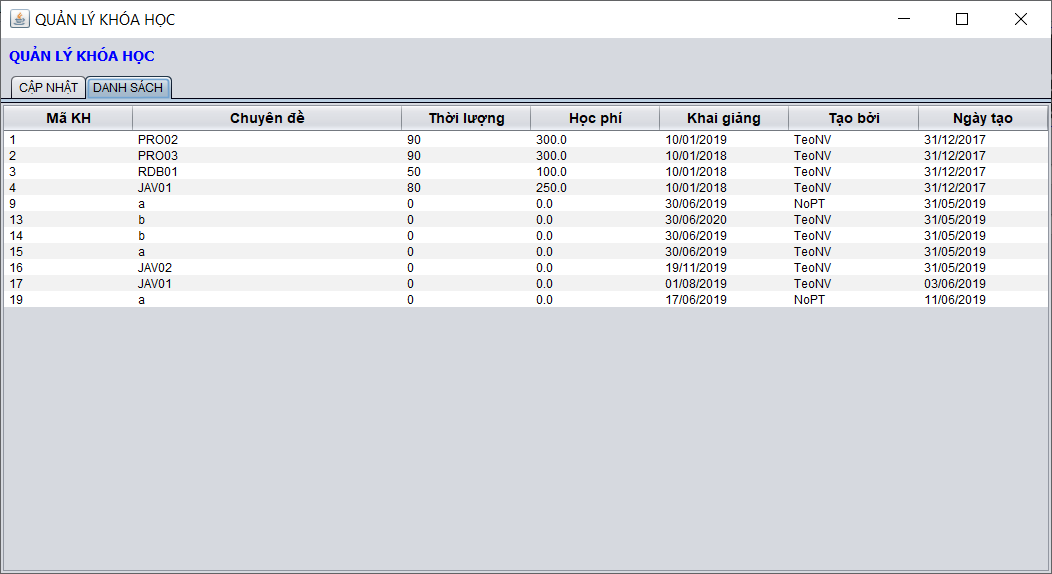 QUẢN LÝ KHÓA HỌC
QUẢN LÝ KHÓA HỌC
CẬP NHẬT DANH SÁCH
Mã KH Chuyên đề Thời lượng Học phí Khai giảng Tạo bởi Ngày tạo
1 PRO02 90 300.0 10/01/2019 TeoNV 31/12/2017
2 PRO03 90 300.0 10/01/2018 TeoNV 31/12/2017
3 RDB01 50 100.0 10/01/2018 TeoNV 31/12/2017
4 JAV01 80 250.0 10/01/2018 TeoNV 31/12/2017
9 a 0 0.0 30/06/2019 NoPT 31/05/2019
13 b 0 0.0 30/06/2020 TeoNV 31/05/2019
14 b 0 0.0 30/06/2019 TeoNV 31/05/2019
15 a 0 0.0 30/06/2019 TeoNV 31/05/2019
16 JAV02 0 0.0 19/11/2019 TeoNV 31/05/2019
17 JAV01 0 0.0 01/08/2019 TeoNV 03/06/2019
19 a 0 0.0 17/06/2019 NoPT 11/06/2019